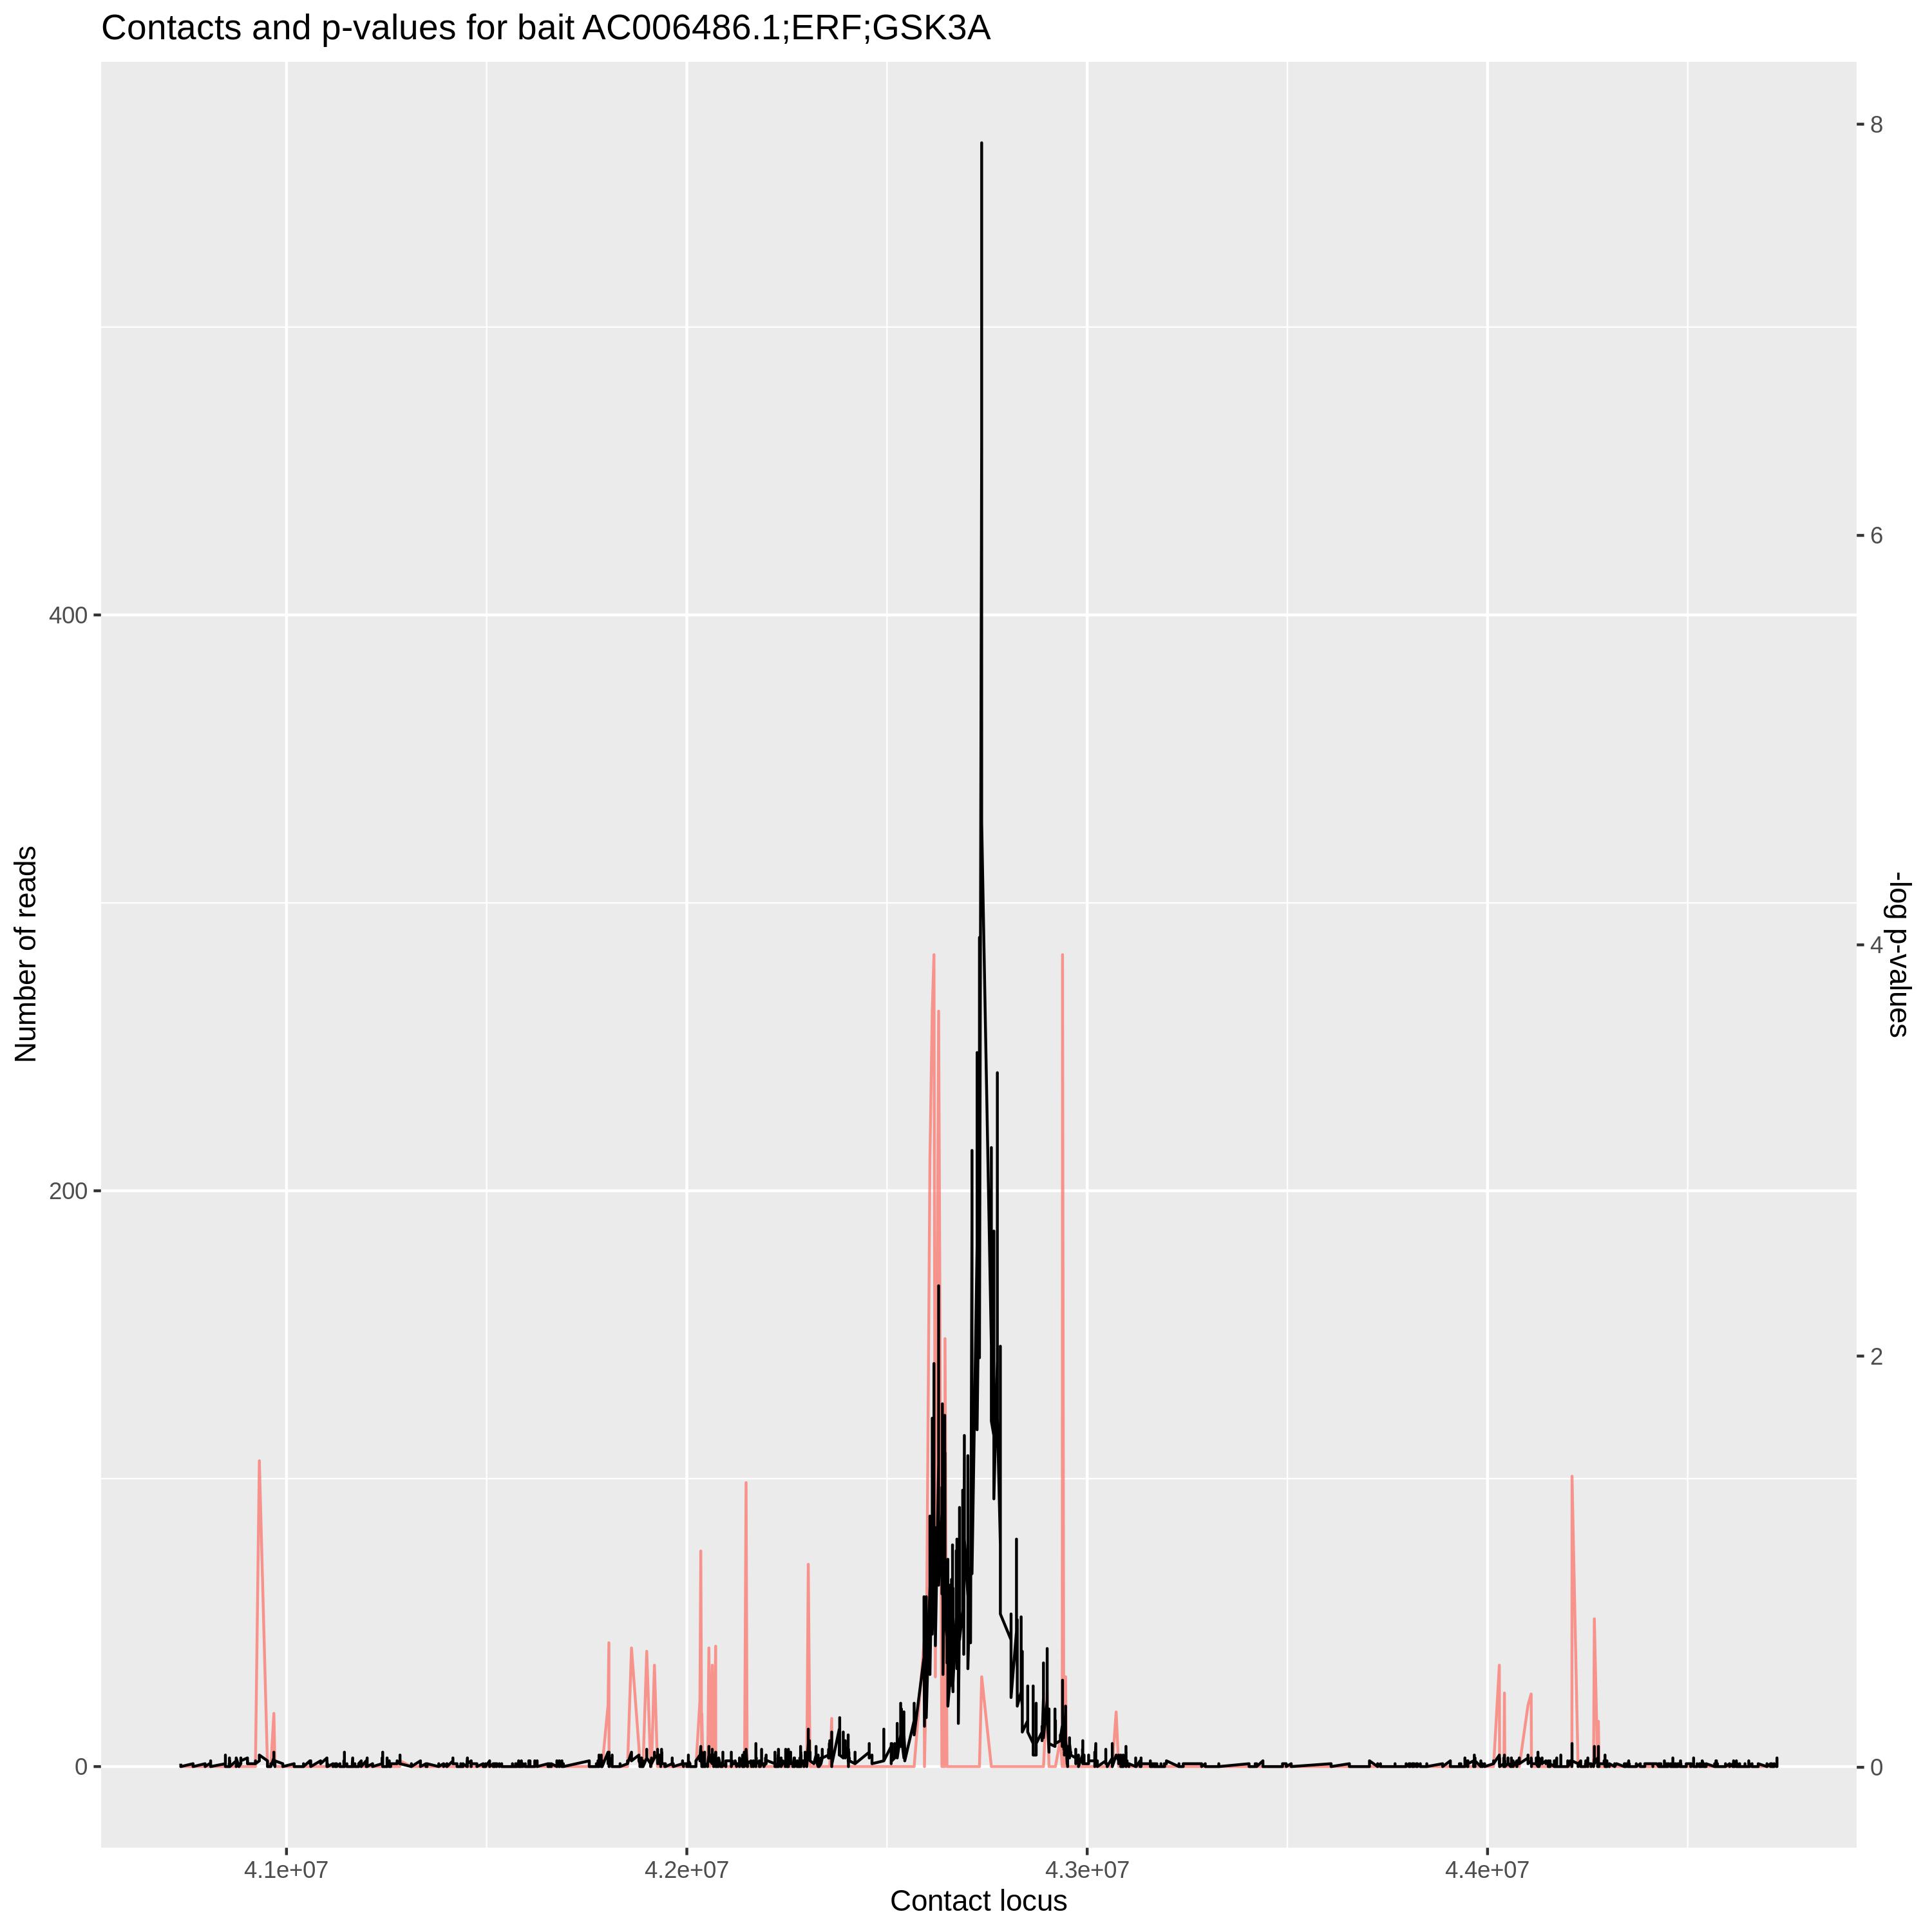 Contacts and p-values for bait AC006486.1;ERF;GSK3A
8
6
400
Number of reads
-log p-values
4
200
2
0
0
4.1e+07
4.2e+07
4.3e+07
4.4e+07
Contact locus